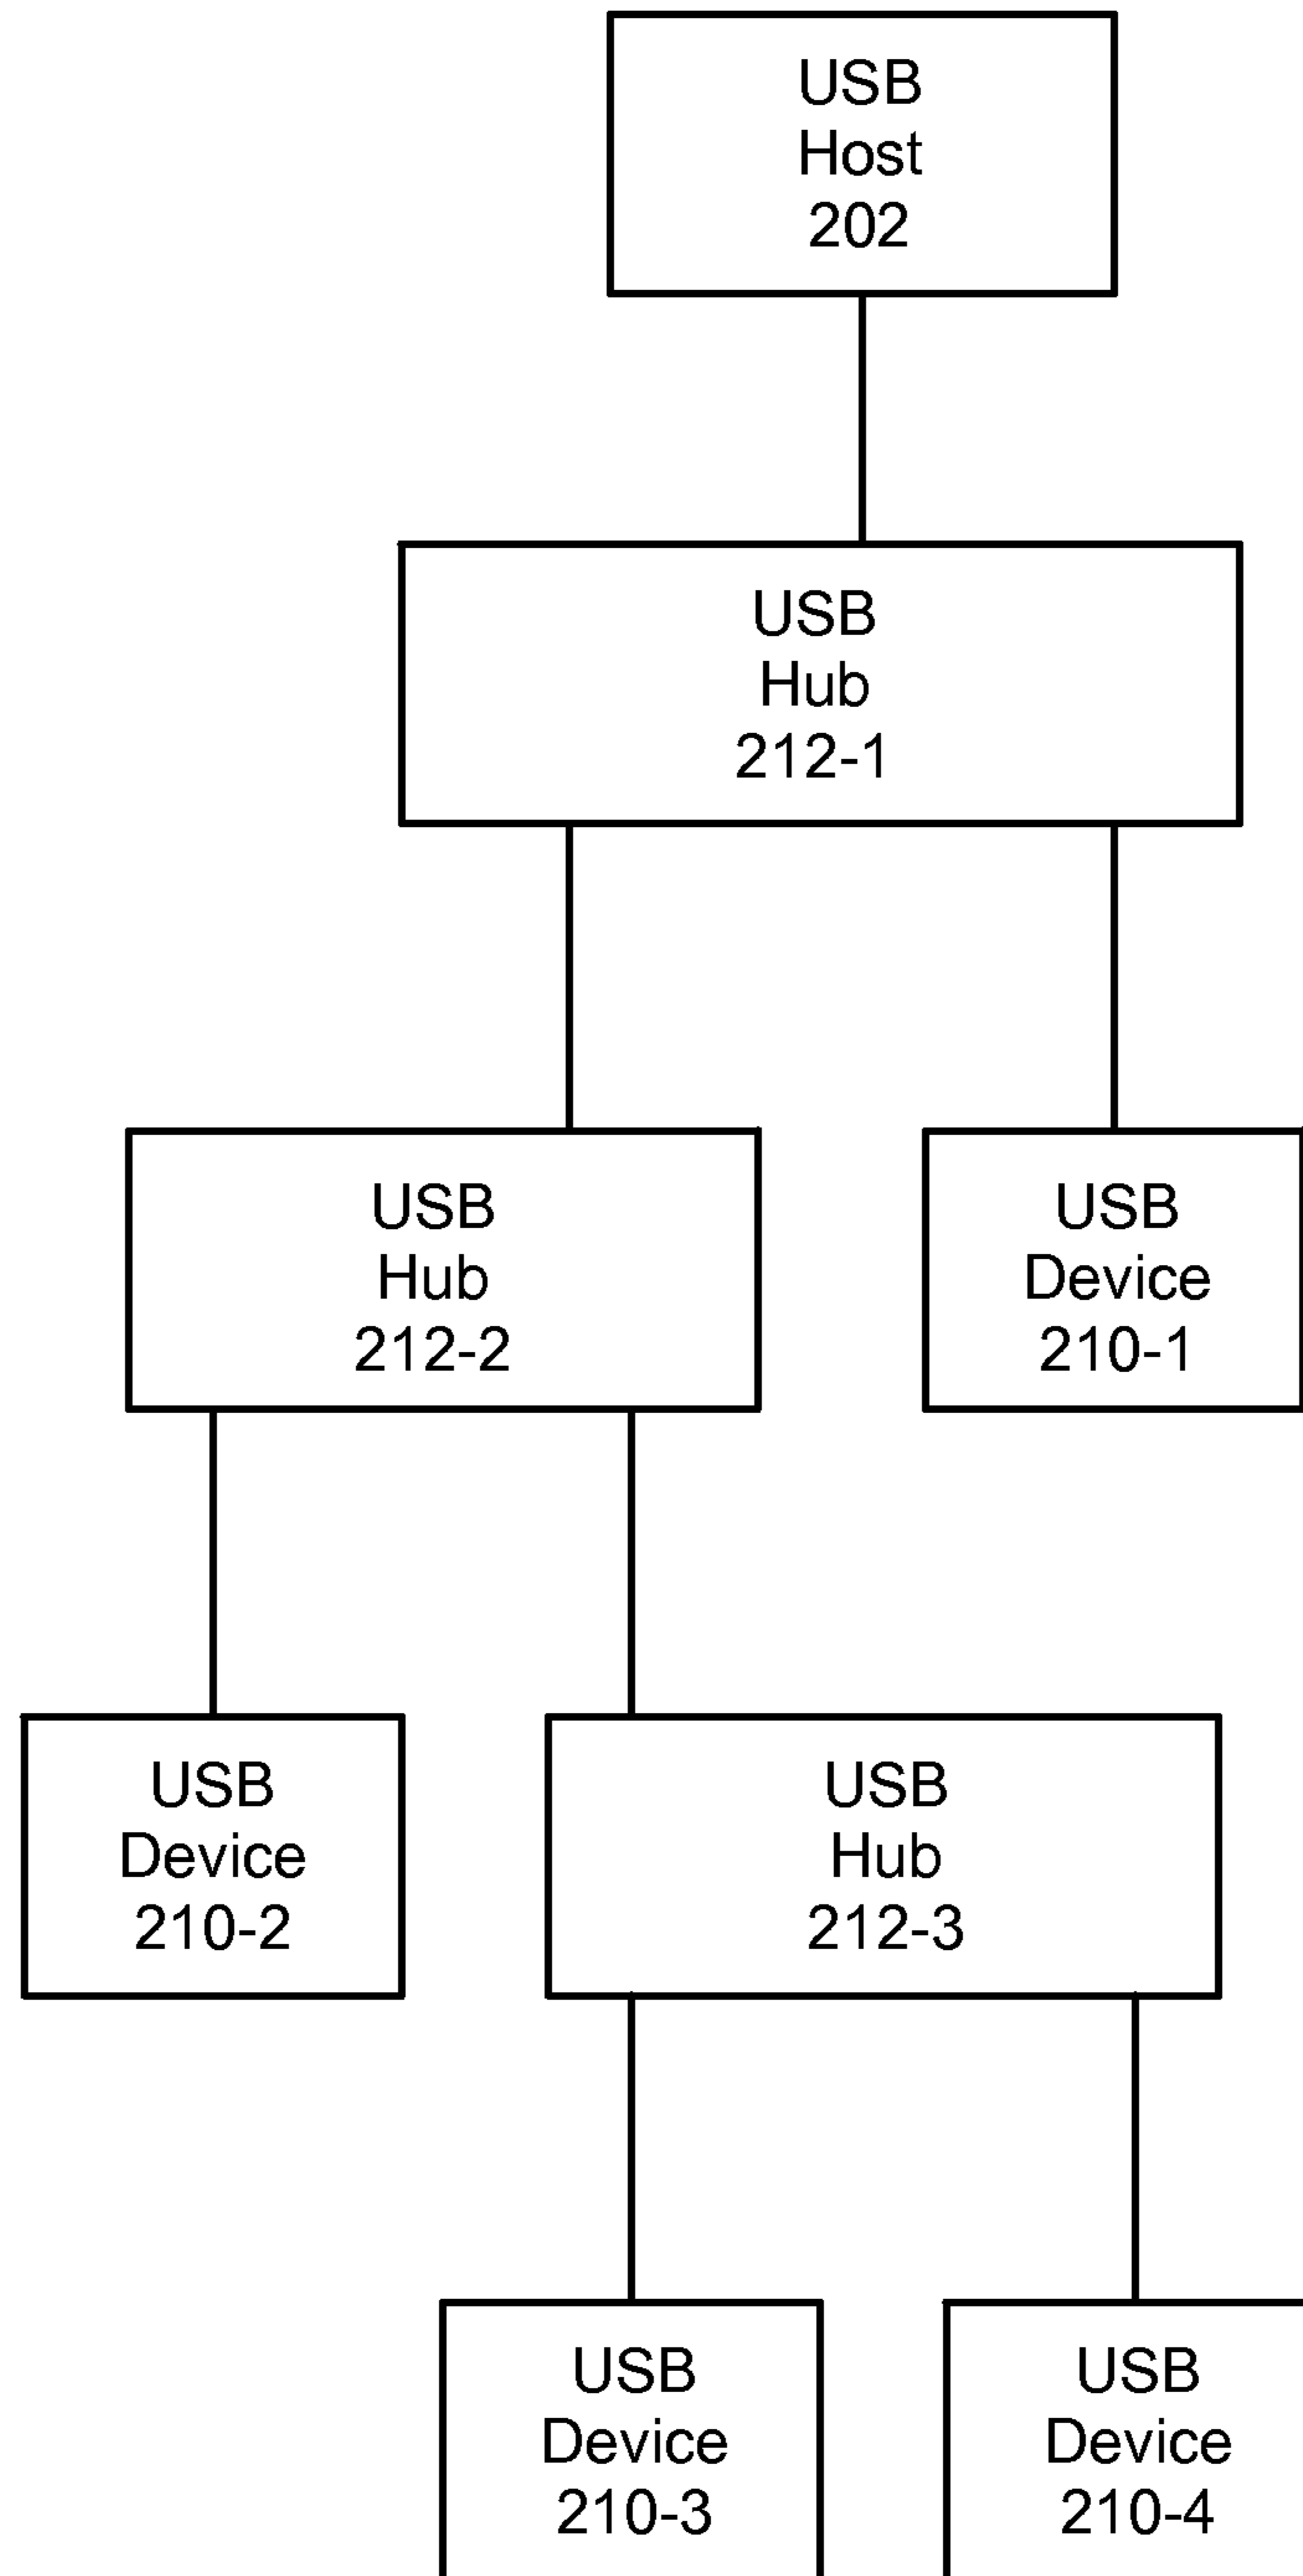 USB
Host
202
USB
Hub
212-1
USB
Hub
212-2
USB
Device
210-1
USB
Device
210-2
USB
Hub
212-3
USB
Device
210-3
USB
Device
210-4